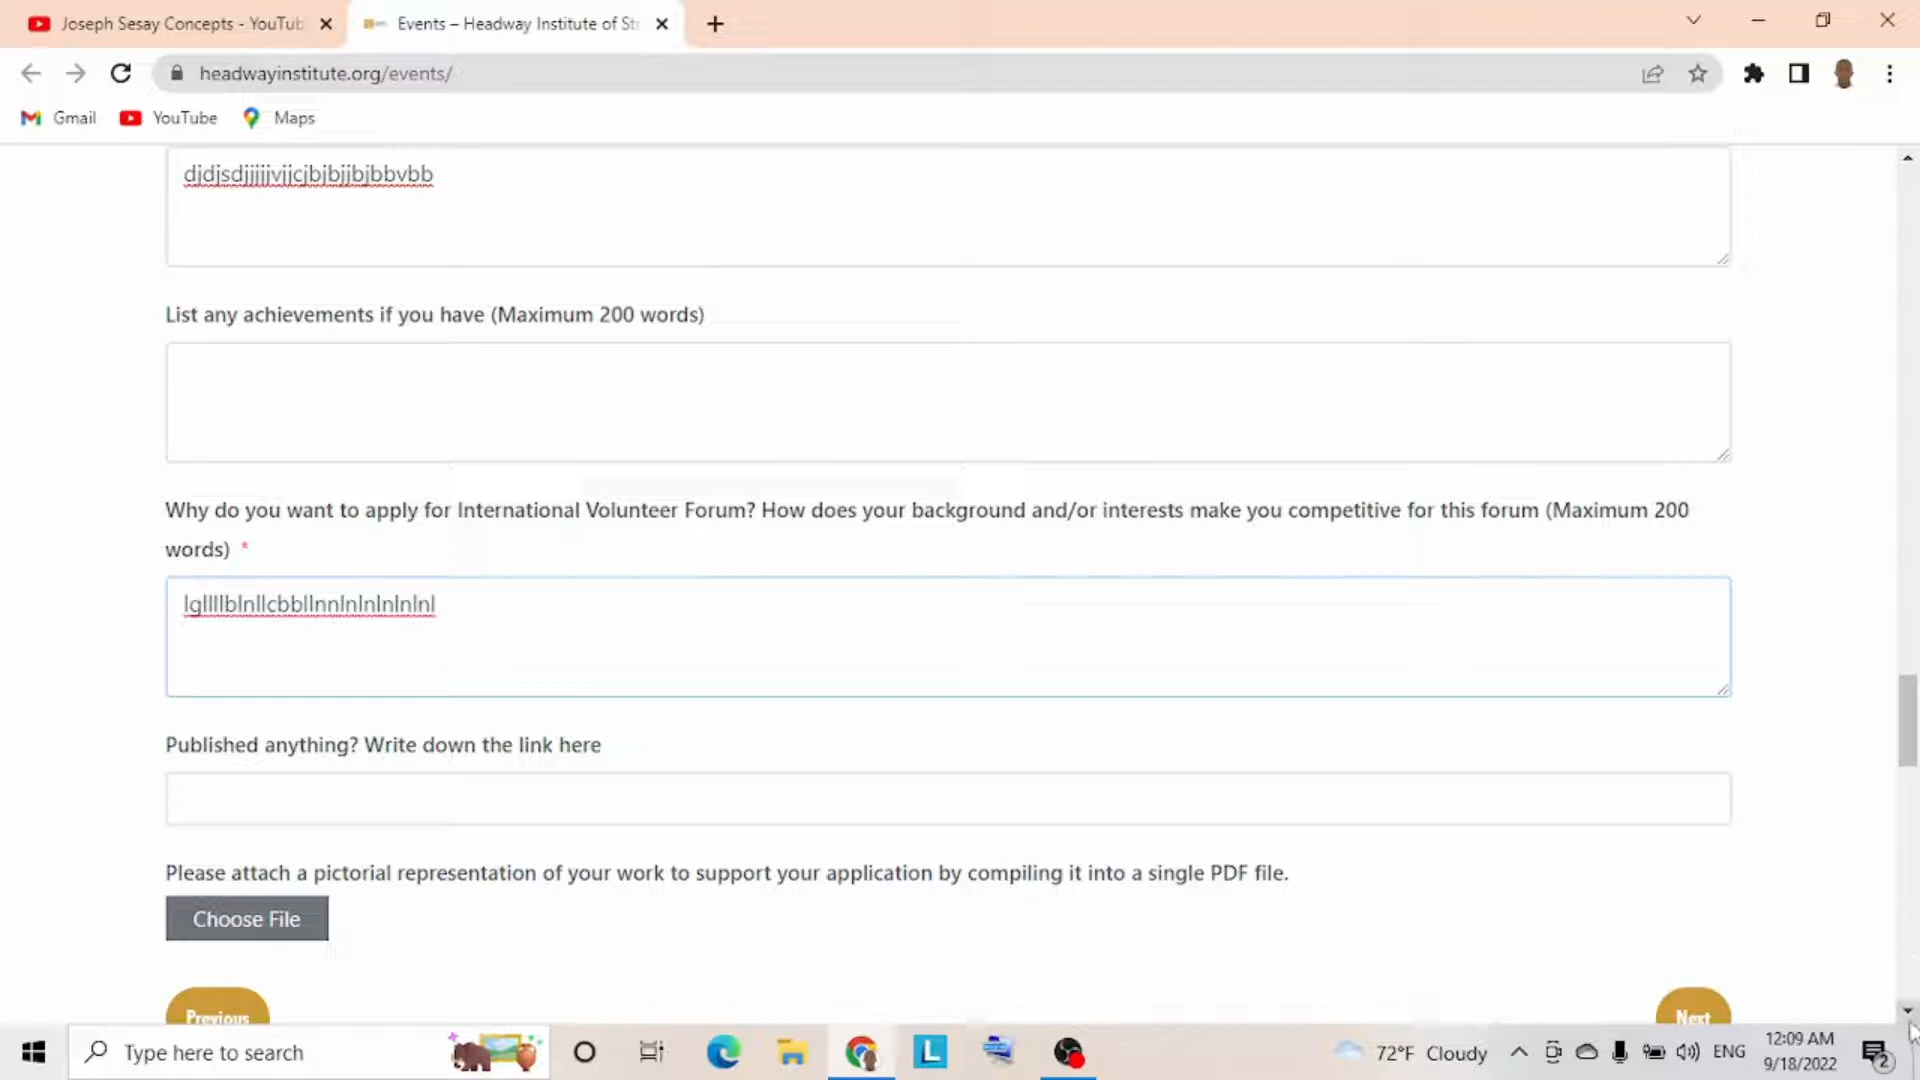 Joseph Sesay Concepts - YouTub
Events – Headway Institute of Str
headwayinstitute.org/events/
Gmail
YouTube
Maps
List any achievements if you have (Maximum 200 words)
Why do you want to apply for International Volunteer Forum? How does your background and/or interests make you competitive for this forum (Maximum 200
words) *
Published anything? Write down the link here
Please attach a pictorial representation of your work to support your application by compiling it into a single PDF file.
Choose File
Previous
Next
Type here to search
L
72°F Cloudy
ENG
12:09 AM
9/18/2022
2